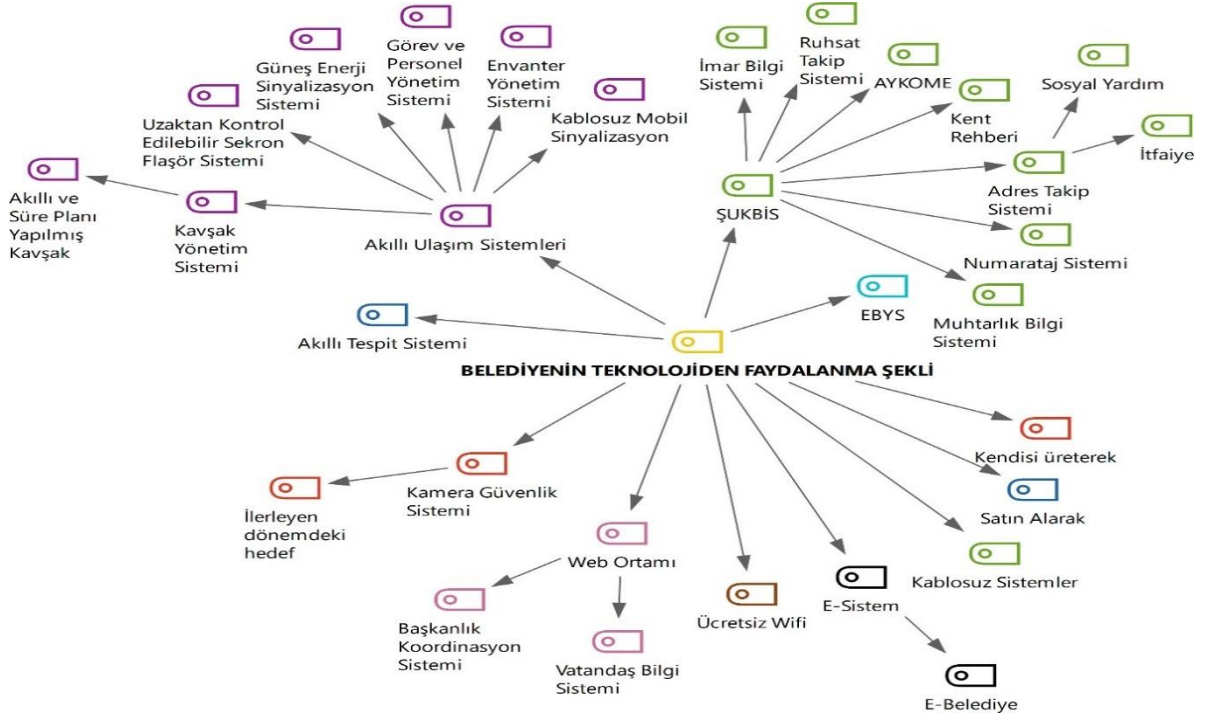 Güneş Enerji
Sinyalizasyon
Sistemi
Görev ve
Personel
Yönetim
Sistemi
Envanter
Yönetim
Sistemi
Kablosuz Mobil
Sinyalizasyon
Uzaktan Kontrol
Edilebilir Sekron
Flaşör Sistemi
Akıllı ve
Süre Planı
Yapılmış
Kavşak
Kavşak
Yönetim
Sistemi
Akıllı Ulaşım Sistemleri
İmar Bilgi
Sistemi
Ruhsat
Takip
Sistemi
AYKOME
Kent
Rehberi
Sosyal Yardım
İtfaiye
Adres Takip
Sistemi
ŞUKBİS
Numarataj Sistemi
Muhtarlık Bilgi
Sistemi
EBYS
Akıllı Tespit Sistemi
BELEDİYENİN TEKNOLOJİDEN FAYDALANMA ŞEKLİ
Kendisi üreterek
Satın Alarak
Kablosuz Sistemler
Kamera Güvenlik
Sistemi
İlerleyen
dönemdeki
hedef
Web Ortamı
Başkanlık
Koordinasyon
Sistemi
Vatandaş Bilgi
Sistemi
Ücretsiz Wifi
E-Sistem
E-Belediye